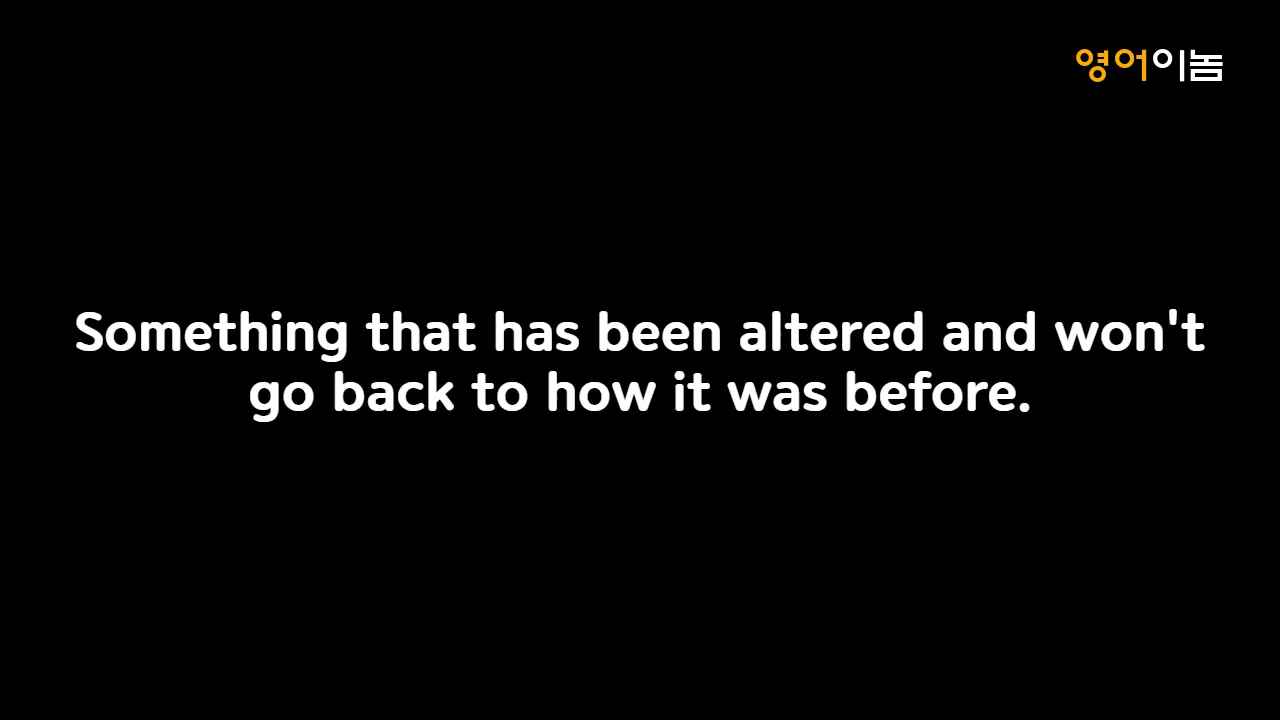 영어이놈
Something that has been altered and won't
go back to how it was before.